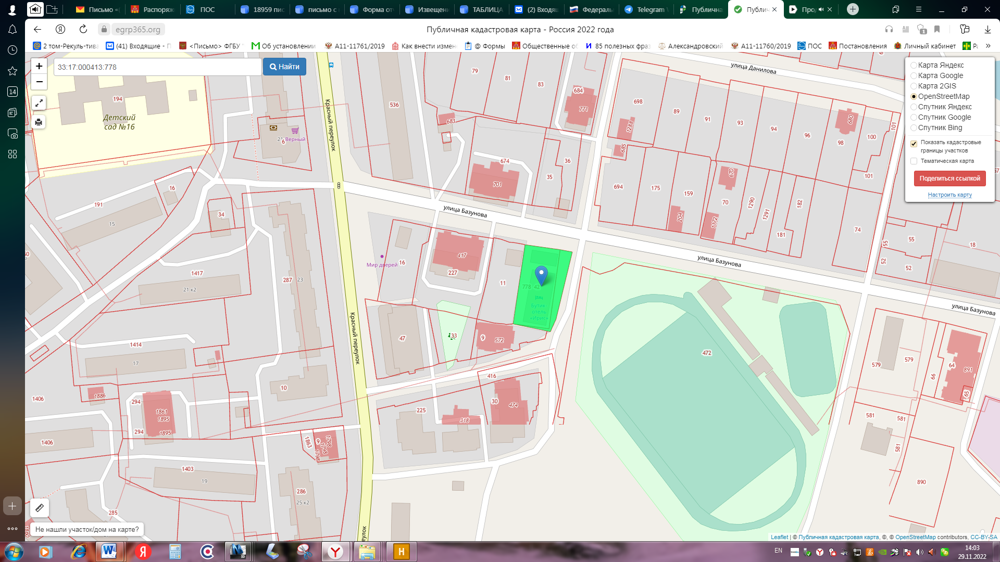 Письмо «(
Распоряж
ПОС
18959 пис
письмо с
Форма от
Извещени
ТАБЛИЦА
(2) Входящ
Федераль
Telegram
Публична
Публич
Про
egrp365.org
Публичная кадастровая карта - Россия 2022 года
2 том-Рекуль-тива
(41) Входящие - П
<Письмо> ФГБУ "
Об установлении
А11-11761/2019
Как внести измен
@ Формы
Общественные об
85 полезных фраз
Александровский
А11-11760/2019
ПОС
Постановления
Личный кабинет
14
+
−
33:17:000413:778
Найти
Карта Яндекс
Карта Google
Карта 2GIS
OpenStreetMap
Спутник Яндекс
Спутник Google
Спутник Bing
Показать кадастровые
границы участков
Тематическая карта
Поделиться ссылкой
Настроить карту
улица Данилова
79
81
83
684
771
698
89
91
93
94
96
98
680
100
101
101
194
Детский
сад №16
Красный переулок
536
683
1288
685
Верный
6
674
701
35
36
694
175
159
204
670
70
1172
1290
1291
182
181
74
16
191
15
34
улица Базунова
417
227
16
Мир дверей
11
778 42
Бутик-
отель
«Ирис»
улица Базунова
55
55
52
52
18
улица Базунова
1417
21 к2
287
23
Красный переулок
47
33
9
572
472
579
579
64
66
891
65
1414
17
10
416
30
474
225
318
1406
1886
294
1861
1895
294
1895
1406
1863
9
1798
1798
1798
581
581
581
1403
19
286
25 к2
285
890
Не нашли участок/дом на карте?
Leaflet | © Публичная кадастровая карта, ©, © OpenStreetMap contributors, CC-BY-SA
EN
14:03
29.11.2022